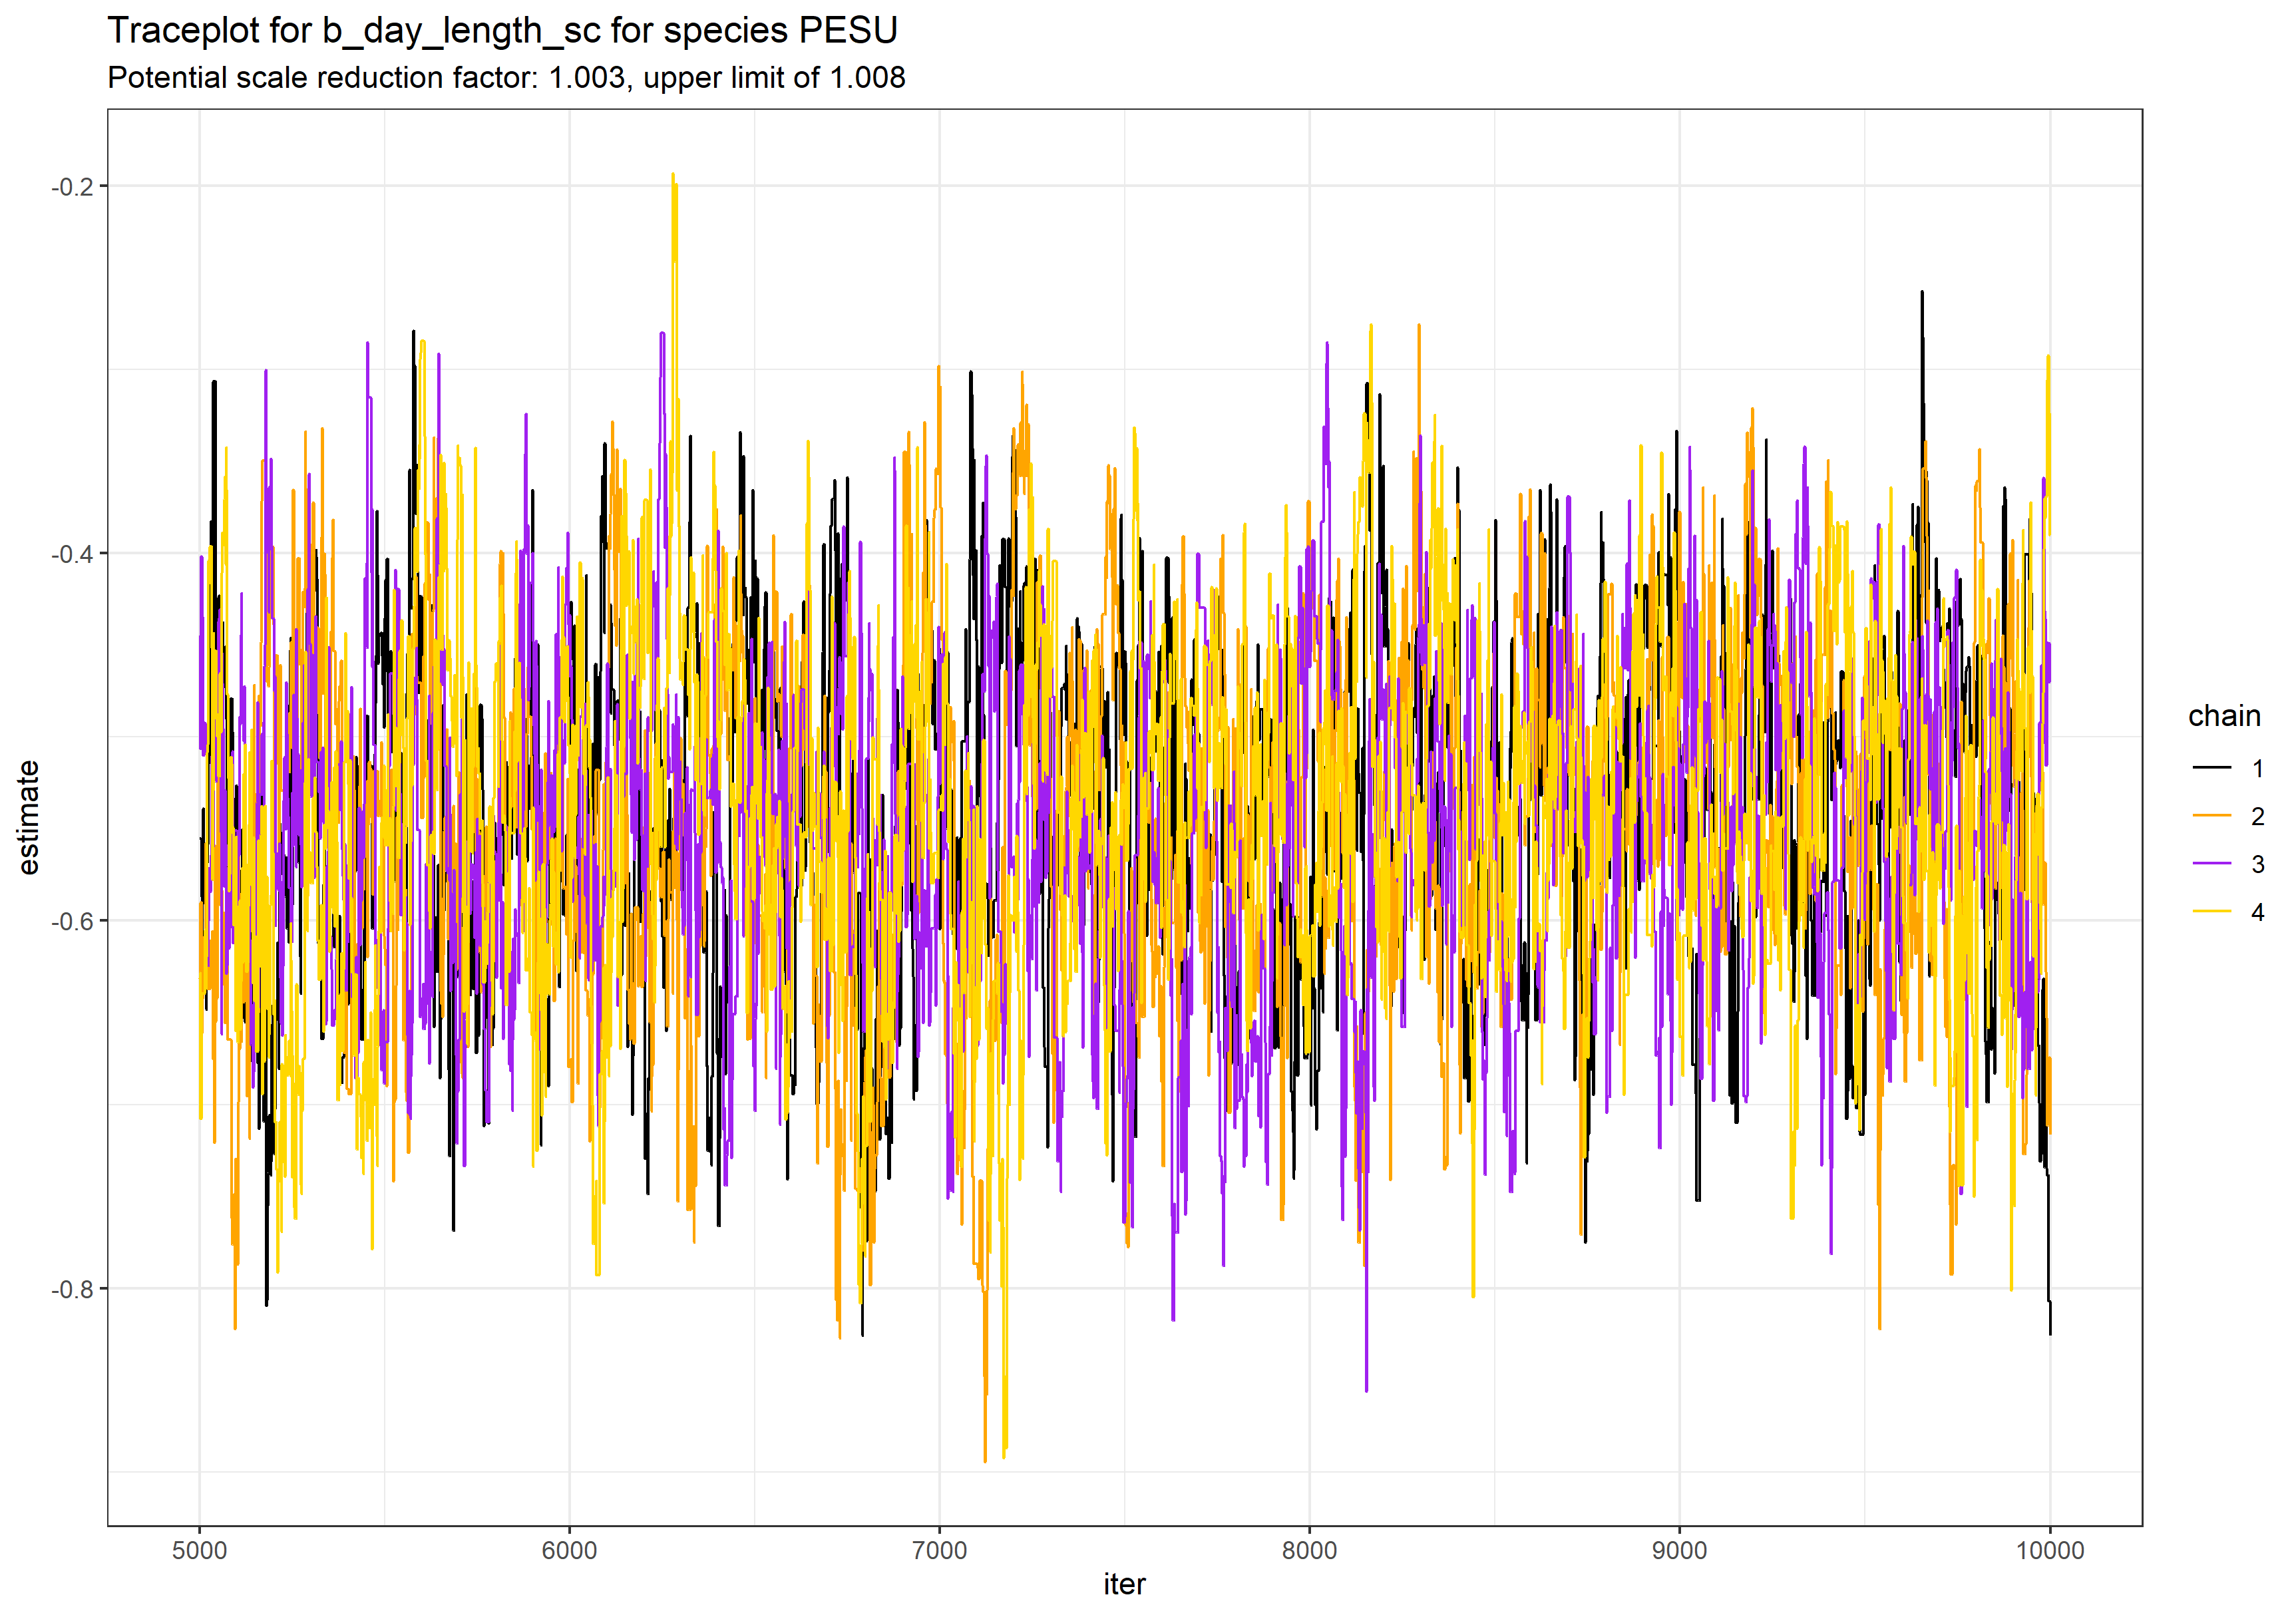 Traceplot for b_day_length_sc for species PESU
Potential scale reduction factor: 1.003, upper limit of 1.008
-0.2
-0.4
-0.6
-0.8
estimate
5000
6000
7000
8000
9000
10000
iter
chain
1
2
3
4